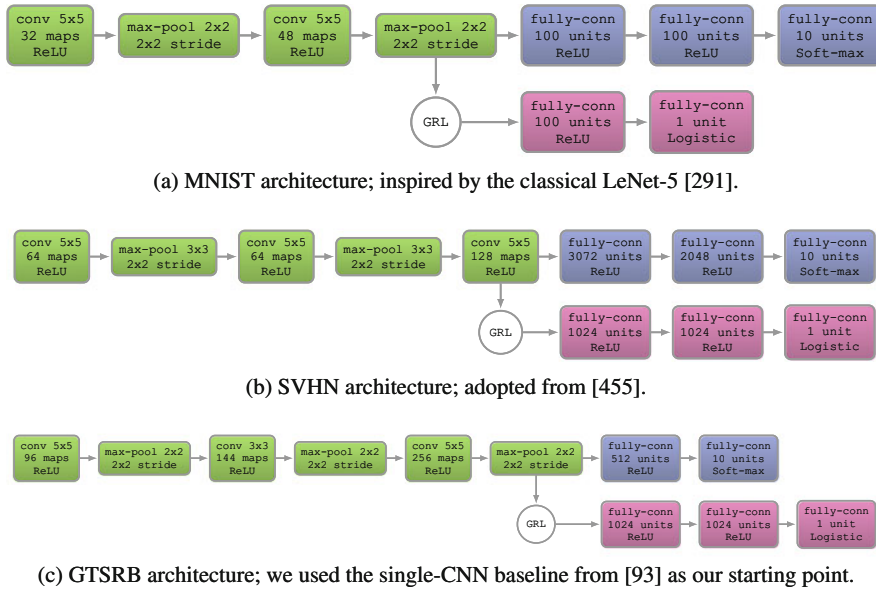 conv 5x5
32 maps
ReLU
max-pool 2x2
2x2 stride
conv 5x5
48 maps
ReLU
max-pool 2x2
2x2 stride
fully-conn
100 units
ReLU
fully-conn
100 units
ReLU
fully-conn
10 units
Soft-max
GRL
fully-conn
100 units
ReLU
fully-conn
1 unit
Logistic
(a) MNIST architecture; inspired by the classical LeNet-5 [291].
conv 5x5
64 maps
ReLU
max-pool 3x3
2x2 stride
conv 5x5
64 maps
ReLU
max-pool 3x3
2x2 stride
conv 5x5
128 maps
ReLU
fully-conn
3072 units
ReLU
fully-conn
2048 units
ReLU
fully-conn
10 units
Soft-max
GRL
fully-conn
1024 units
ReLU
fully-conn
1024 units
ReLU
fully-conn
1 unit
Logistic
(b) SVHN architecture; adopted from [455].
conv 5x5
96 maps
ReLU
max-pool 2x2
2x2 stride
conv 3x3
144 maps
ReLU
max-pool 2x2
2x2 stride
conv 5x5
256 maps
ReLU
max-pool 2x2
2x2 stride
fully-conn
512 units
ReLU
fully-conn
10 units
Soft-max
GRL
fully-conn
1024 units
ReLU
fully-conn
1024 units
ReLU
fully-conn
1 unit
Logistic
(c) GTSRB architecture; we used the single-CNN baseline from [93] as our starting point.